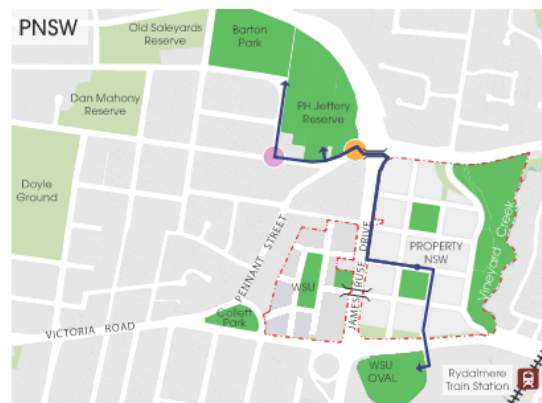 PNSW
Old Saleyards
Reserve
Barton
Park
Dan Mahony
Reserve
PH Jeffery
Reserve
Doyle
Ground
PENNANT STREET
JAMES RUSE DRIVE
PROPERTY
NSW
Vineyard Creek
WSU
Collett
Park
VICTORIA ROAD
WSU
OVAL
Rydalmere
Train Station